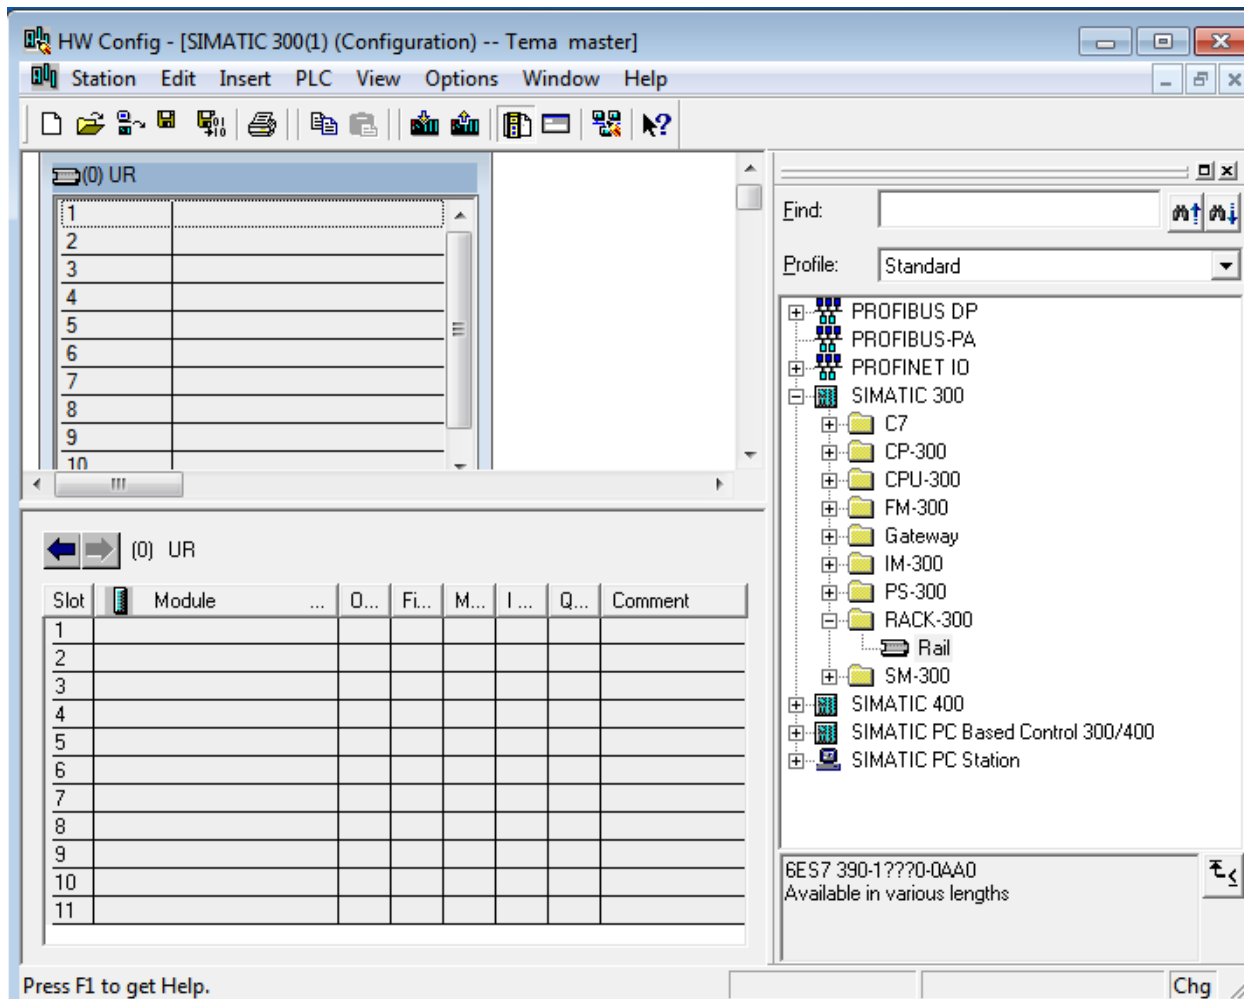 HW Config - [SIMATIC 300(1) (Configuration) -- Tema master]
Station Edit Insert PLC View Options Window Help
(0) UR
1
2
3
4
5
6
7
8
9
10
Find:
Profile: Standard
PROFIBUS DP
PROFIBUS-PA
PROFINET IO
SIMATIC 300
C7
CP-300
CPU-300
FM-300
Gateway
IM-300
PS-300
RACK-300
Rail
SM-300
SIMATIC 400
SIMATIC PC Based Control 300/400
SIMATIC PC Station
(0) UR
Slot Module ... O... Fi... M... I ... Q... Comment
1
2
3
4
5
6
7
8
9
10
11
6ES7 390-1???0-0AA0
Available in various lengths
Press F1 to get Help.
Chg